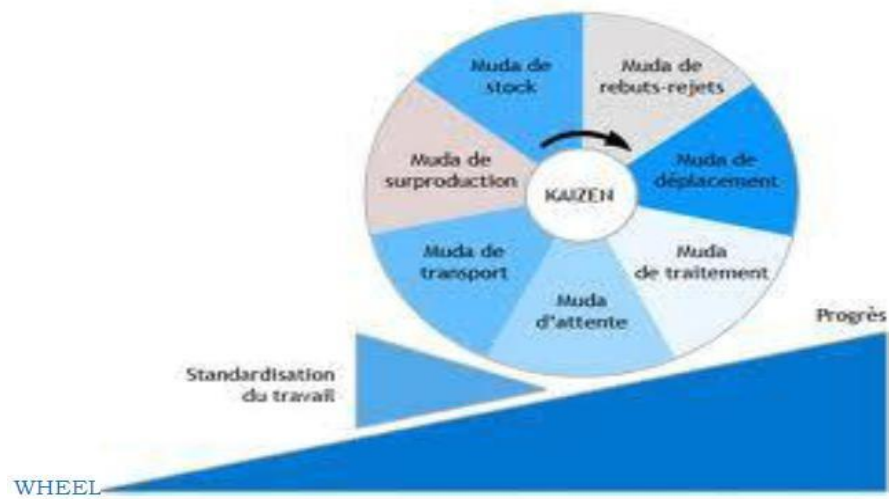 Muda de
stock
Muda de
rebuts-rejets
Muda de
surproduction
KAIZEN
Muda de
déplacement
Muda de
transport
Muda
d'attente
Muda
de traitement
Progrès
Standardisation
du travail
WHEEL